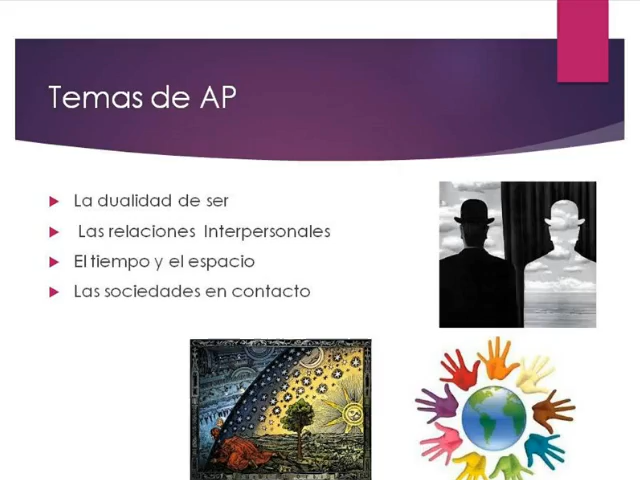 Temas de AP
La dualidad de ser
Las relaciones Interpersonales
El tiempo y el espacio
Las sociedades en contacto